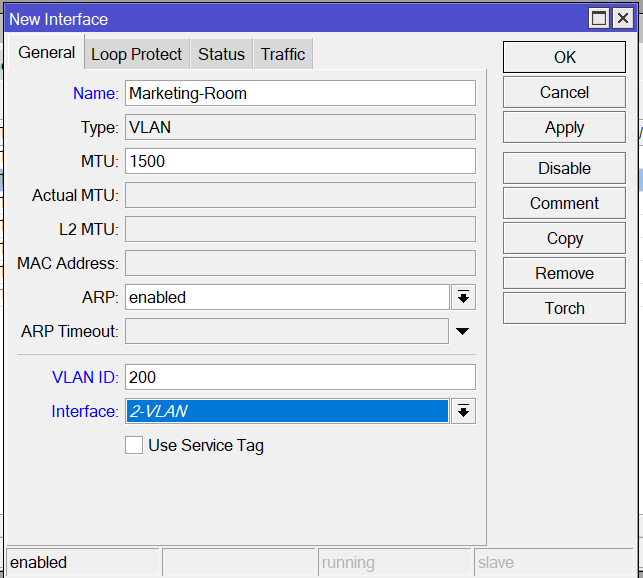 New Interface
General Loop Protect Status Traffic
Name: Marketing-Room
Type: VLAN
MTU: 1500
Actual MTU:
L2 MTU:
MAC Address:
ARP: enabled
ARP Timeout:
VLAN ID: 200
Interface: 2-VLAN
Use Service Tag
OK
Cancel
Apply
Disable
Comment
Copy
Remove
Torch
enabled running slave